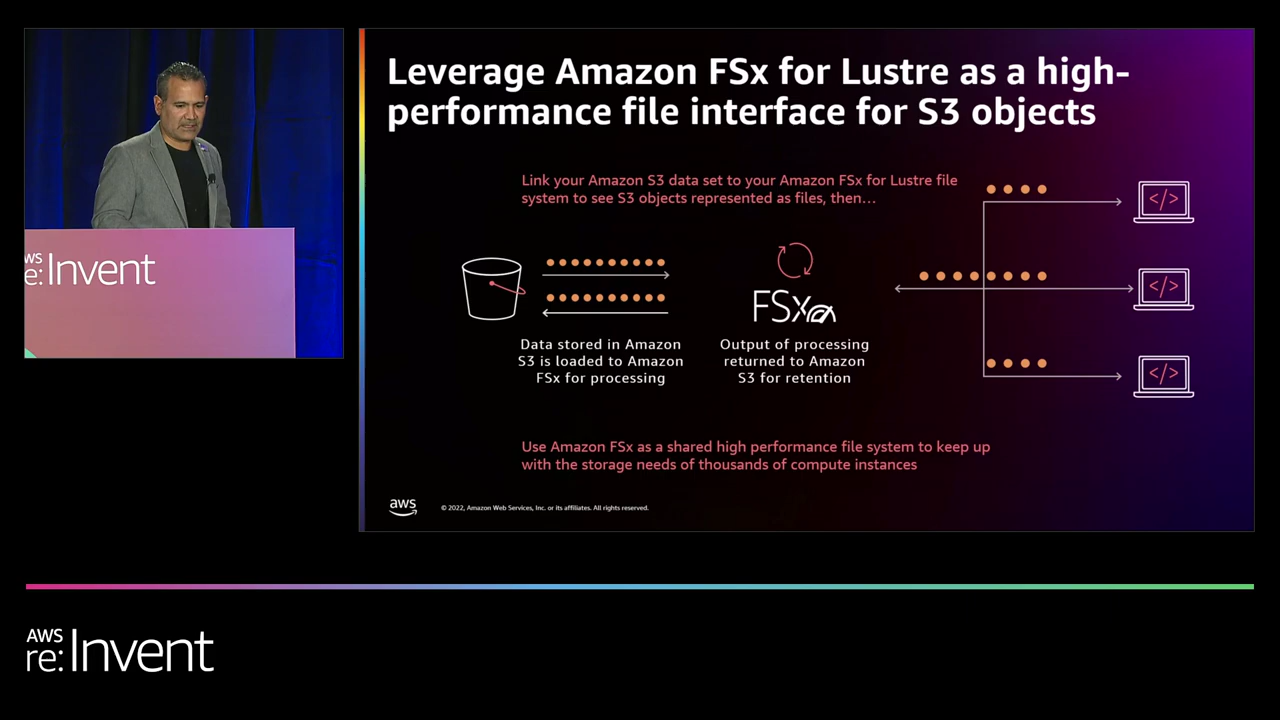 Leverage Amazon FSx for Lustre as a high-
performance file interface for S3 objects
Link your Amazon S3 data set to your Amazon FSx for Lustre file
system to see S3 objects represented as files, then...
</>
</>
</>
FSx
Data stored in Amazon
S3 is loaded to Amazon
FSx for processing
Output of processing
returned to Amazon
S3 for retention
Use Amazon FSx as a shared high performance file system to keep up
with the storage needs of thousands of compute instances
aws
© 2022, Amazon Web Services, Inc. or its affiliates. All rights reserved.
WS
re:Invent
AWS
re:Invent